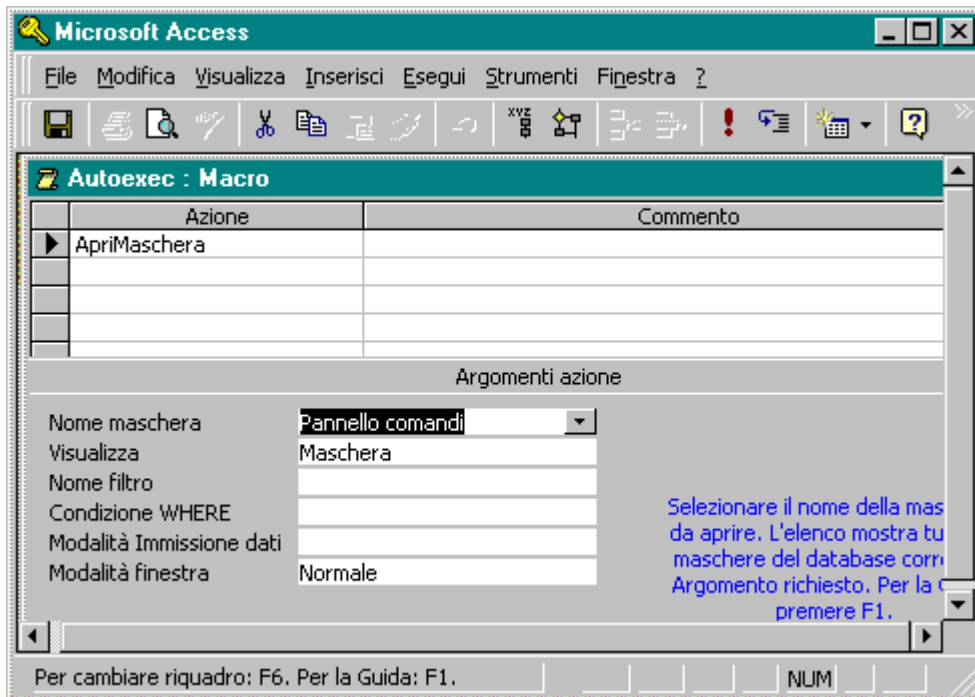 Microsoft Access
File Modifica Visualizza Inserisci Esegui Strumenti Finestra ?
XYZ
Autoexec : Macro
Azione Commento
ApriMaschera
Argomenti azione
Nome maschera Pannello comandi
Visualizza Maschera
Nome filtro
Condizione WHERE
Modalità Immissione dati
Modalità finestra Normale
Selezionare il nome della mas
da aprire. L'elenco mostra tu
maschere del database corr
Argomento richiesto. Per la
premere F1.
Per cambiare riquadro: F6. Per la Guida: F1. NUM